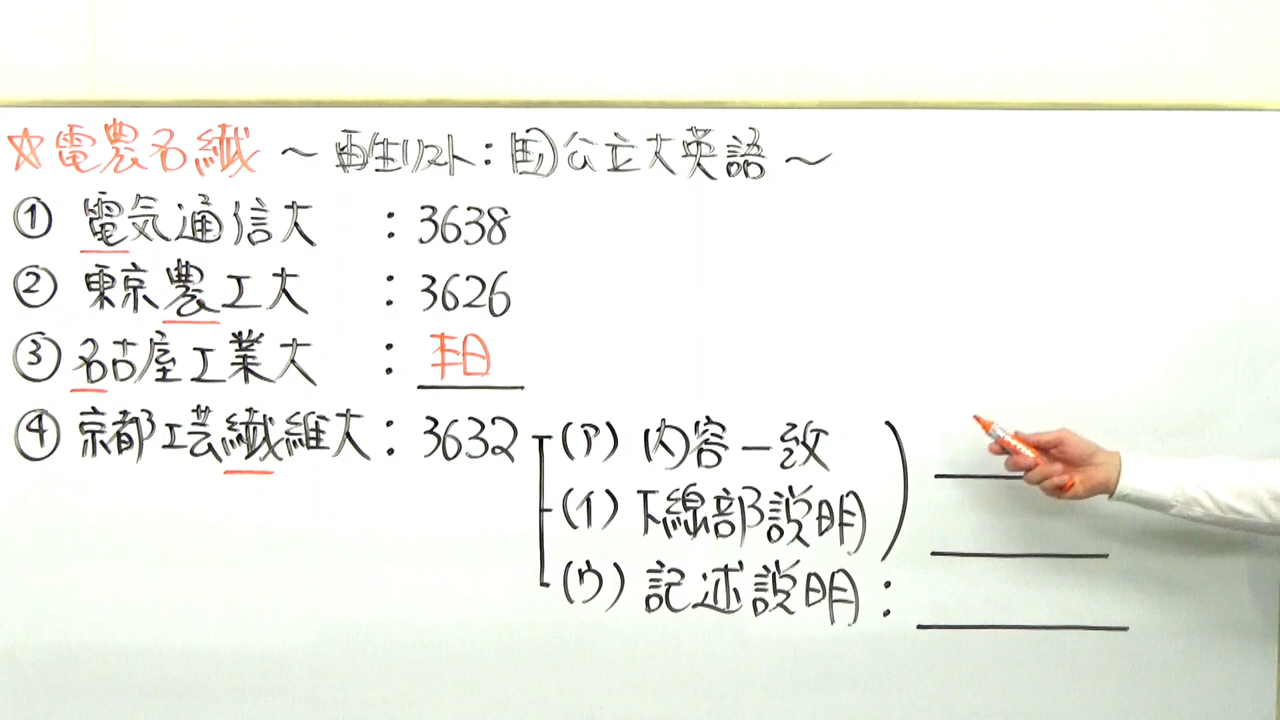 ☆電農名繊 ～再生リスト：国公立大英語～
① 電気通信大 ： 3638
② 東京農工大 ： 3626
③ 名古屋工業大 ： 本日
④ 京都工芸繊維大： 3632 (ア) 内容一致
(イ) 下線部説明
(ウ) 記述説明：